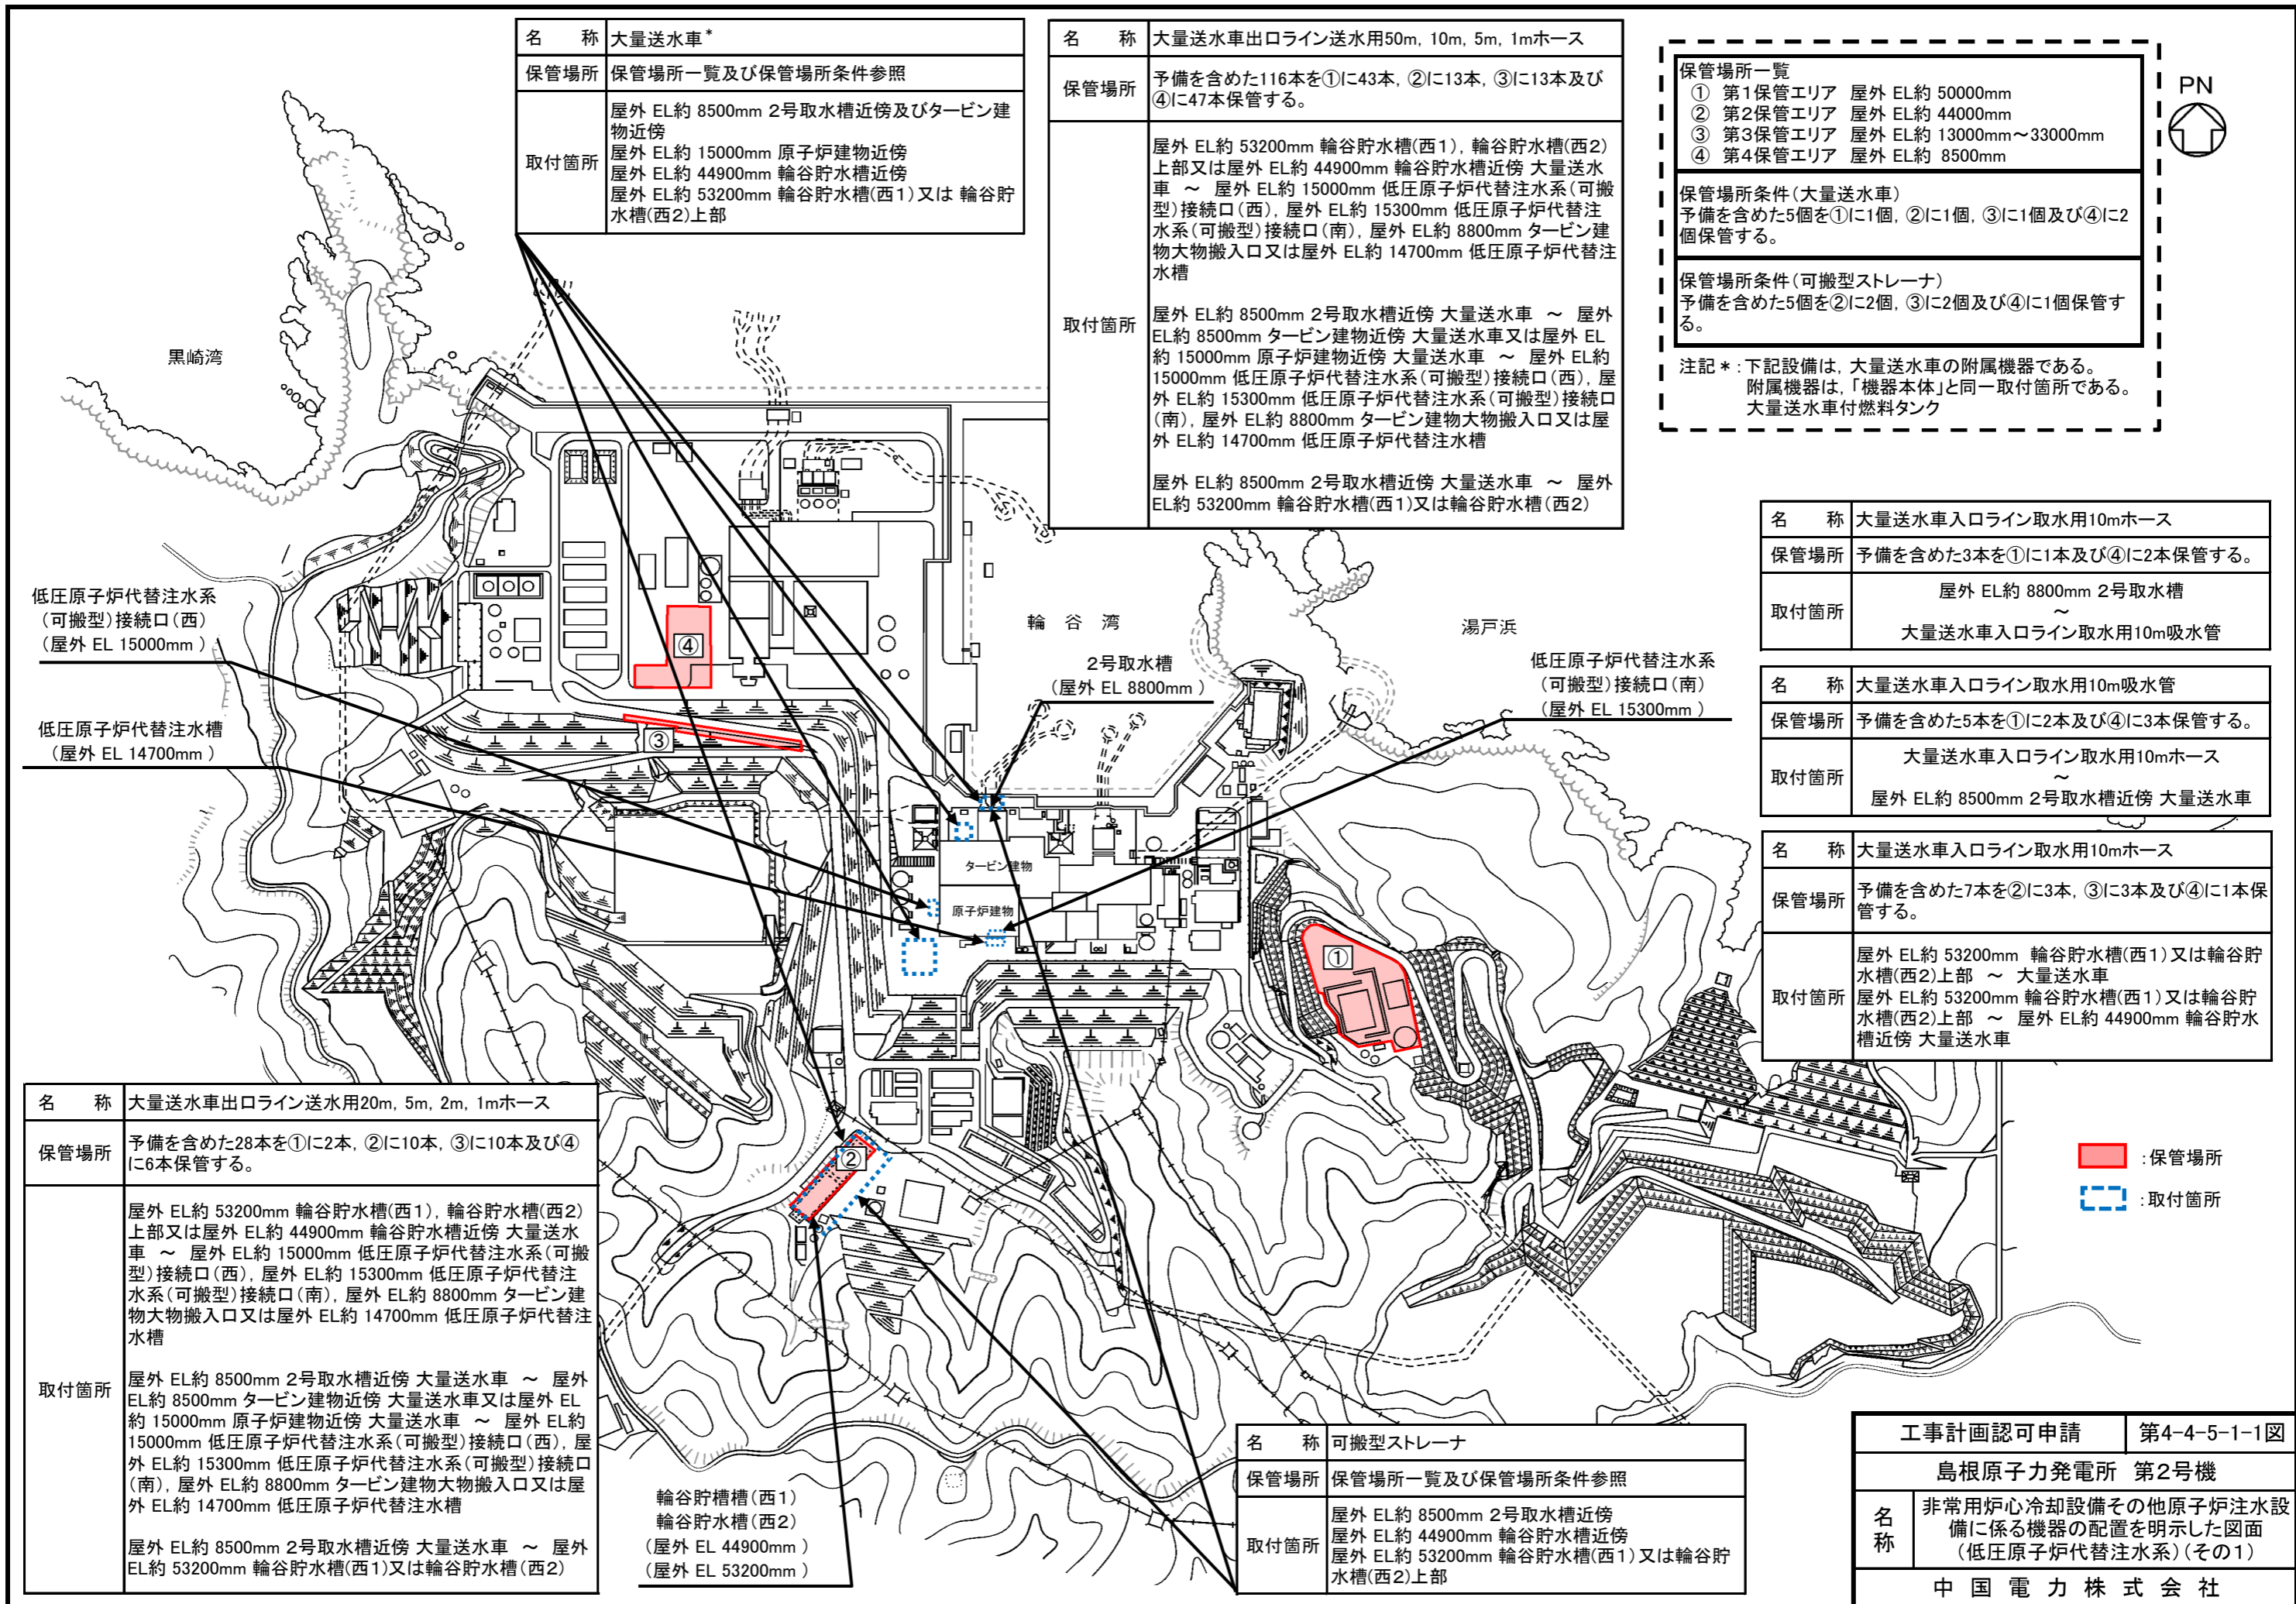 名　称 大量送水車*
保管場所 保管場所一覧及び保管場所条件参照
取付箇所
屋外 EL約 8500mm 2号取水槽近傍及びタービン建
物近傍
屋外 EL約 15000mm 原子炉建物近傍
屋外 EL約 44900mm 輪谷貯水槽近傍
屋外 EL約 53200mm 輪谷貯水槽(西1)又は 輪谷貯
水槽(西2)上部
名　称 大量送水車出口ライン送水用50m, 10m, 5m, 1mホース
保管場所
予備を含めた116本を①に43本, ②に13本, ③に13本及び
④に47本保管する。
取付箇所
屋外 EL約 53200mm 輪谷貯水槽(西1), 輪谷貯水槽(西2)
上部又は屋外 EL約 44900mm 輪谷貯水槽近傍 大量送水
車 ～ 屋外 EL約 15000mm 低圧原子炉代替注水系(可搬
型)接続口(西), 屋外 EL約 15300mm 低圧原子炉代替注
水系(可搬型)接続口(南), 屋外 EL約 8800mm タービン建
物大物搬入口又は屋外 EL約 14700mm 低圧原子炉代替注
水槽
屋外 EL約 8500mm 2号取水槽近傍 大量送水車 ～ 屋外
EL約 8500mm タービン建物近傍 大量送水車又は屋外 EL
約 15000mm 原子炉建物近傍 大量送水車 ～ 屋外 EL約
15000mm 低圧原子炉代替注水系(可搬型)接続口(西), 屋
外 EL約 15300mm 低圧原子炉代替注水系(可搬型)接続口
(南), 屋外 EL約 8800mm タービン建物大物搬入口又は屋
外 EL約 14700mm 低圧原子炉代替注水槽
屋外 EL約 8500mm 2号取水槽近傍 大量送水車 ～ 屋外
EL約 53200mm 輪谷貯水槽(西1)又は輪谷貯水槽(西2)
保管場所一覧
① 第1保管エリア 屋外 EL約 50000mm
② 第2保管エリア 屋外 EL約 44000mm
③ 第3保管エリア 屋外 EL約 13000mm～33000mm
④ 第4保管エリア 屋外 EL約 8500mm
保管場所条件(大量送水車)
予備を含めた5個を①に1個, ②に1個, ③に1個及び④に2
個保管する。
保管場所条件(可搬型ストレーナ)
予備を含めた5個を②に2個, ③に2個及び④に1個保管す
る。
注記*：下記設備は, 大量送水車の附属機器である。
附属機器は,「機器本体」と同一取付箇所である。
大量送水車付燃料タンク
PN
名　称 大量送水車入口ライン取水用10mホース
保管場所 予備を含めた3本を①に1本及び④に2本保管する。
取付箇所
屋外 EL約 8800mm 2号取水槽
～
大量送水車入口ライン取水用10m吸水管
名　称 大量送水車入口ライン取水用10m吸水管
保管場所 予備を含めた5本を①に2本及び④に3本保管する。
取付箇所
大量送水車入口ライン取水用10mホース
～
屋外 EL約 8500mm 2号取水槽近傍 大量送水車
名　称 大量送水車入口ライン取水用10mホース
保管場所
予備を含めた7本を②に3本, ③に3本及び④に1本保
管する。
取付箇所
屋外 EL約 53200mm 輪谷貯水槽(西1)又は輪谷貯
水槽(西2)上部 ～ 大量送水車
屋外 EL約 53200mm 輪谷貯水槽(西1)又は輪谷貯
水槽(西2)上部 ～ 屋外 EL約 44900mm 輪谷貯水
槽近傍 大量送水車
黒崎湾
輪谷湾
湯戸浜
低圧原子炉代替注水系
(可搬型)接続口(西)
(屋外 EL 15000mm )
低圧原子炉代替注水槽
(屋外 EL 14700mm )
2号取水槽
(屋外 EL 8800mm )
低圧原子炉代替注水系
(可搬型)接続口(南)
(屋外 EL 15300mm )
④
③
タービン建物
原子炉建物
①
②
名　称 大量送水車出口ライン送水用20m, 5m, 2m, 1mホース
保管場所
予備を含めた28本を①に2本, ②に10本, ③に10本及び④
に6本保管する。
取付箇所
屋外 EL約 53200mm 輪谷貯水槽(西1), 輪谷貯水槽(西2)
上部又は屋外 EL約 44900mm 輪谷貯水槽近傍 大量送水
車 ～ 屋外 EL約 15000mm 低圧原子炉代替注水系(可搬
型)接続口(西), 屋外 EL約 15300mm 低圧原子炉代替注
水系(可搬型)接続口(南), 屋外 EL約 8800mm タービン建
物大物搬入口又は屋外 EL約 14700mm 低圧原子炉代替注
水槽
屋外 EL約 8500mm 2号取水槽近傍 大量送水車 ～ 屋外
EL約 8500mm タービン建物近傍 大量送水車又は屋外 EL
約 15000mm 原子炉建物近傍 大量送水車 ～ 屋外 EL約
15000mm 低圧原子炉代替注水系(可搬型)接続口(西), 屋
外 EL約 15300mm 低圧原子炉代替注水系(可搬型)接続口
(南), 屋外 EL約 8800mm タービン建物大物搬入口又は屋
外 EL約 14700mm 低圧原子炉代替注水槽
屋外 EL約 8500mm 2号取水槽近傍 大量送水車 ～ 屋外
EL約 53200mm 輪谷貯水槽(西1)又は輪谷貯水槽(西2)
輪谷貯槽槽(西1)
輪谷貯水槽(西2)
(屋外 EL 44900mm )
(屋外 EL 53200mm )
名　称 可搬型ストレーナ
保管場所 保管場所一覧及び保管場所条件参照
取付箇所
屋外 EL約 8500mm 2号取水槽近傍
屋外 EL約 44900mm 輪谷貯水槽近傍
屋外 EL約 53200mm 輪谷貯水槽(西1)又は輪谷貯
水槽(西2)上部
：保管場所
：取付箇所
工事計画認可申請 第4-4-5-1-1図
島根原子力発電所 第2号機
名称
非常用炉心冷却設備その他原子炉注水設
備に係る機器の配置を明示した図面
(低圧原子炉代替注水系)(その1)
中国電力株式会社